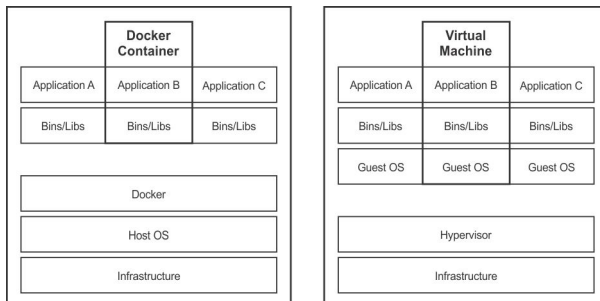 Docker
Container
Application A Application B Application C
Bins/Libs Bins/Libs Bins/Libs
Docker
Host OS
Infrastructure
Virtual
Machine
Application A Application B Application C
Bins/Libs Bins/Libs Bins/Libs
Guest OS Guest OS Guest OS
Hypervisor
Infrastructure